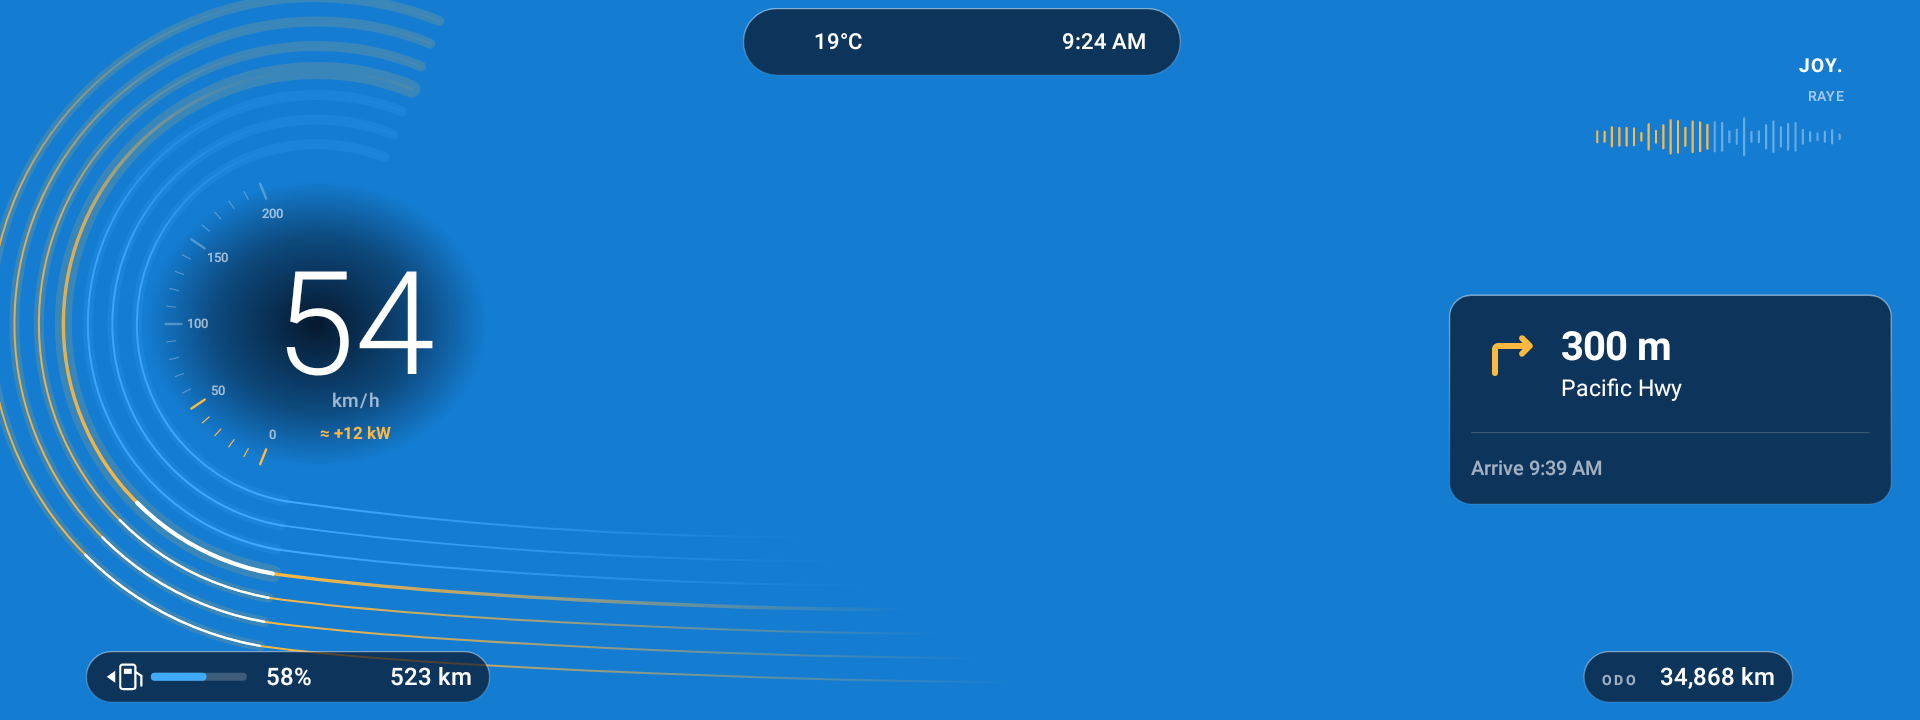 19°C
9:24 AM
JOY.
RAYE
200
150
100
50
0
54
km/h
≈ +12 kW
300 m
Pacific Hwy
Arrive 9:39 AM
58%
523 km
ODO
34,868 km